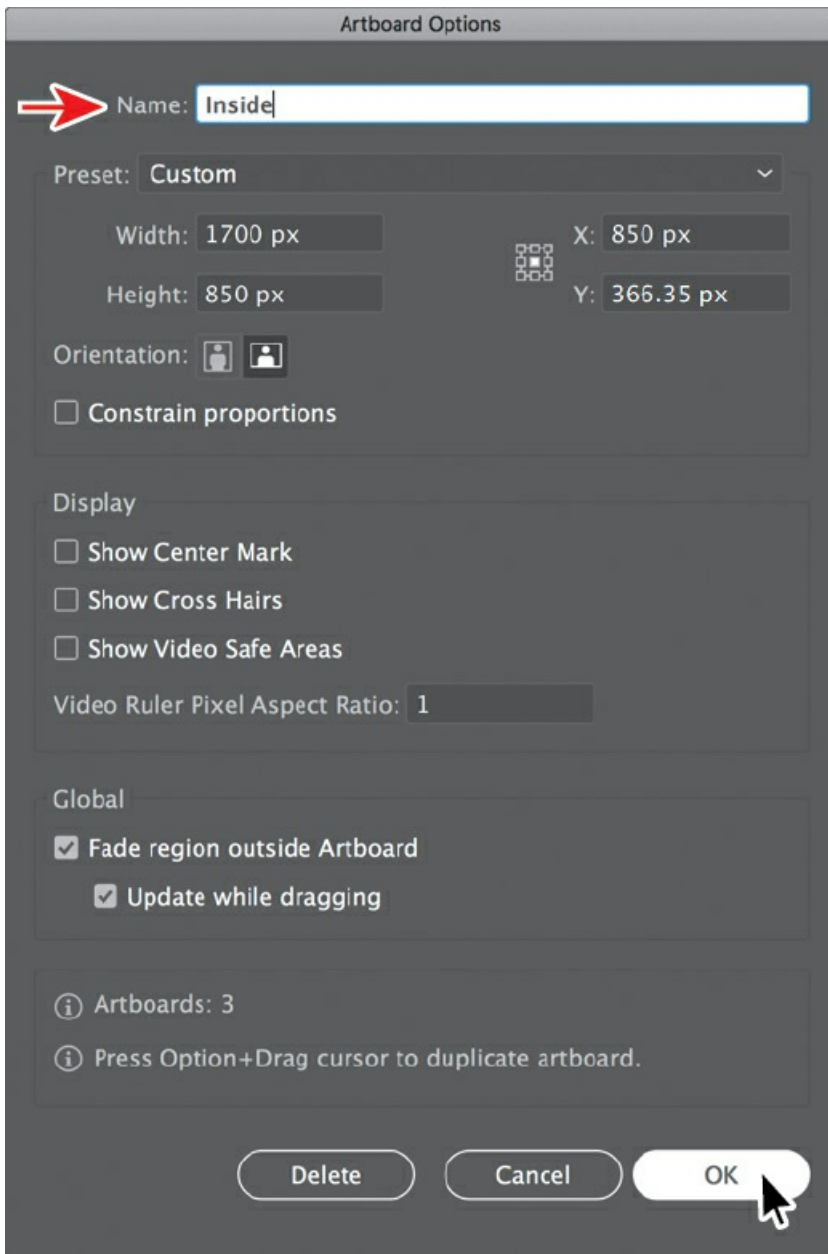 Artboard Options
Name: Inside
Preset: Custom
Width: 1700 px X: 850 px
Height: 850 px Y: 366.35 px
Orientation:
Constrain proportions
Display
Show Center Mark
Show Cross Hairs
Show Video Safe Areas
Video Ruler Pixel Aspect Ratio: 1
Global
Fade region outside Artboard
Update while dragging
Artboards: 3
Press Option+Drag cursor to duplicate artboard.
Delete Cancel OK